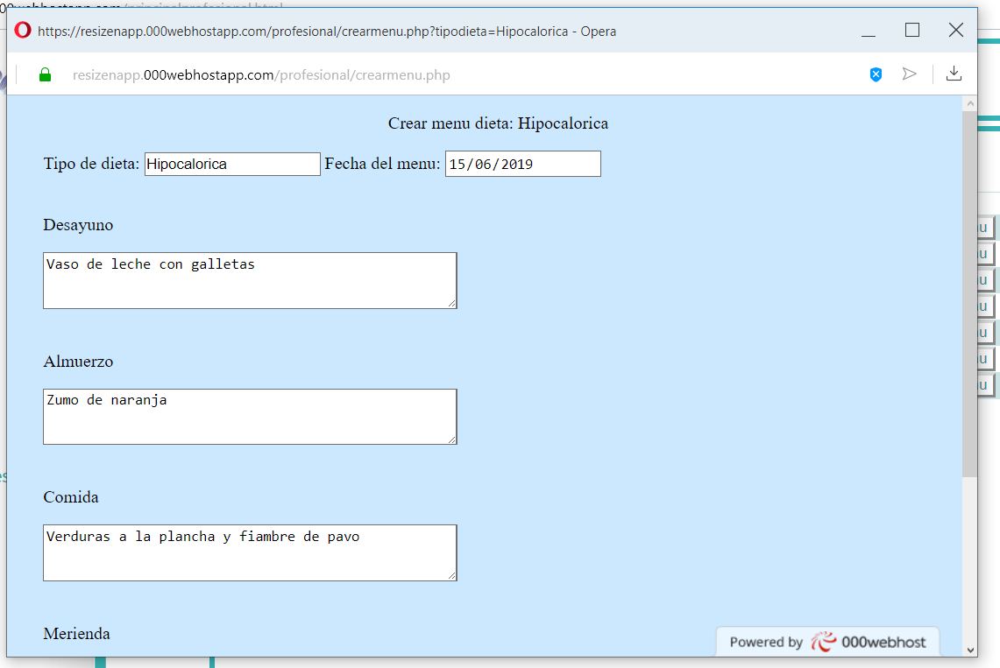 https://resizenapp.000webhostapp.com/profesional/crearmenu.php?tipodieta=Hipocalorica - Opera
resizenapp.000webhostapp.com/profesional/crearmenu.php
Crear menu dieta: Hipocalorica
Tipo de dieta: Hipocalorica Fecha del menu: 15/06/2019
Desayuno
Vaso de leche con galletas
Almuerzo
Zumo de naranja
Comida
Verduras a la plancha y fiambre de pavo
Merienda
Powered by 000webhost